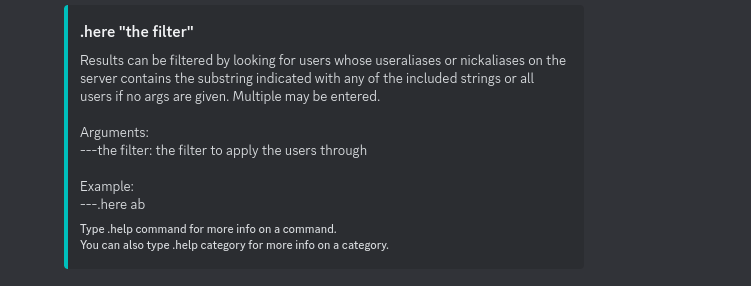 .here "the filter"
Results can be filtered by looking for users whose useraliases or nickaliases on the
server contains the substring indicated with any of the included strings or all
users if no args are given. Multiple may be entered.
Arguments:
---the filter: the filter to apply the users through
Example:
---.here ab
Type .help command for more info on a command.
You can also type .help category for more info on a category.